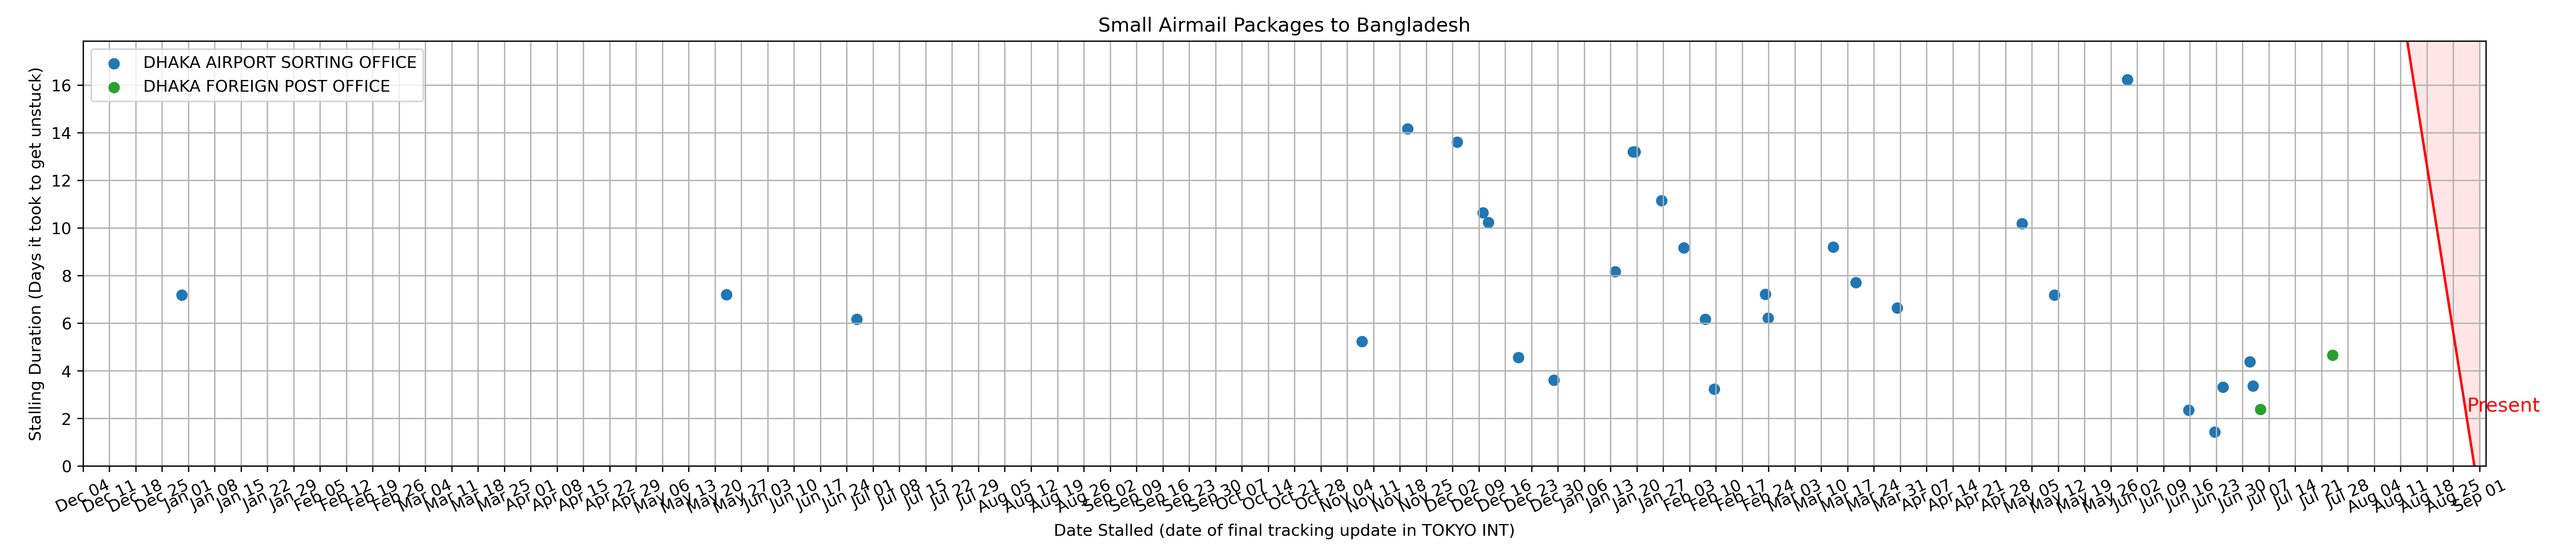 Small Airmail Packages to Bangladesh
DHAKA AIRPORT SORTING OFFICE
DHAKA FOREIGN POST OFFICE
Stalling Duration (Days it took to get unstuck)
16
14
12
10
8
6
4
2
0
Present
Dec 04
Dec 11
Dec 18
Dec 25
Jan 01
Jan 08
Jan 15
Jan 22
Jan 29
Feb 05
Feb 12
Feb 19
Feb 26
Mar 04
Mar 11
Mar 18
Mar 25
Apr 01
Apr 08
Apr 15
Apr 22
Apr 29
May 06
May 13
May 20
May 27
Jun 03
Jun 10
Jun 17
Jun 24
Jul 01
Jul 08
Jul 15
Jul 22
Jul 29
Aug 05
Aug 12
Aug 19
Aug 26
Sep 02
Sep 09
Sep 16
Sep 23
Sep 30
Oct 07
Oct 14
Oct 21
Oct 28
Nov 04
Nov 11
Nov 18
Nov 25
Dec 02
Dec 09
Dec 16
Dec 23
Dec 30
Jan 06
Jan 13
Jan 20
Jan 27
Feb 03
Feb 10
Feb 17
Feb 24
Mar 03
Mar 10
Mar 17
Mar 24
Mar 31
Apr 07
Apr 14
Apr 21
Apr 28
May 05
May 12
May 19
May 26
Jun 02
Jun 09
Jun 16
Jun 23
Jun 30
Jul 07
Jul 14
Jul 21
Jul 28
Aug 04
Aug 11
Aug 18
Aug 25
Sep 01
Date Stalled (date of final tracking update in TOKYO INT)